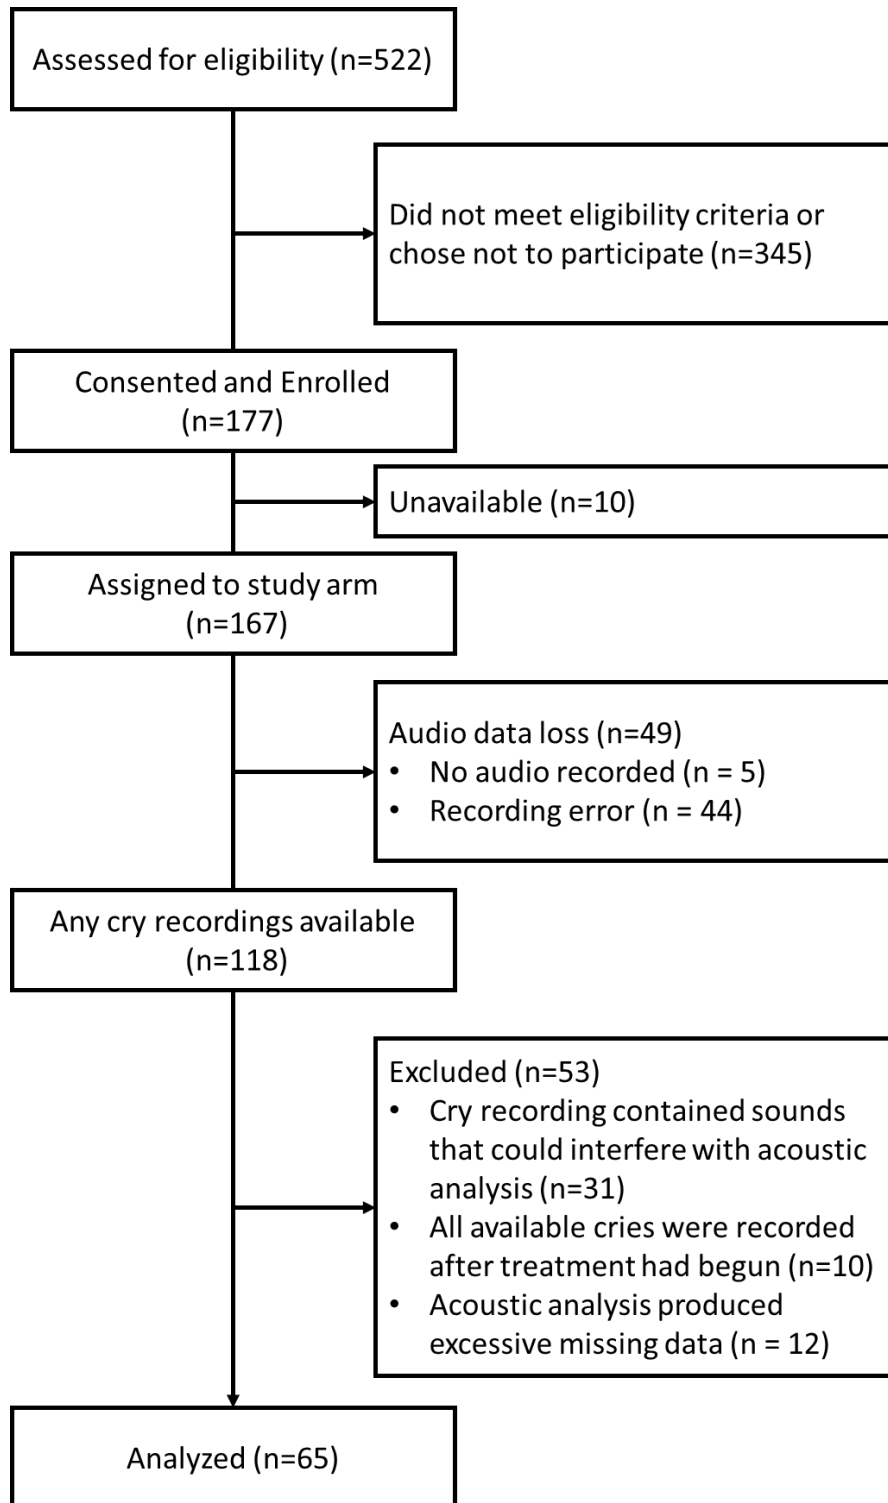 Assessed for eligibility (n=522)
Did not meet eligibility criteria or
chose not to participate (n=345)
Consented and Enrolled
(n=177)
Unavailable (n=10)
Assigned to study arm
(n=167)
Audio data loss (n=49)
• No audio recorded (n = 5)
• Recording error (n = 44)
Any cry recordings available
(n=118)
Excluded (n=53)
• Cry recording contained sounds
that could interfere with acoustic
analysis (n=31)
• All available cries were recorded
after treatment had begun (n=10)
• Acoustic analysis produced
excessive missing data (n = 12)
Analyzed (n=65)